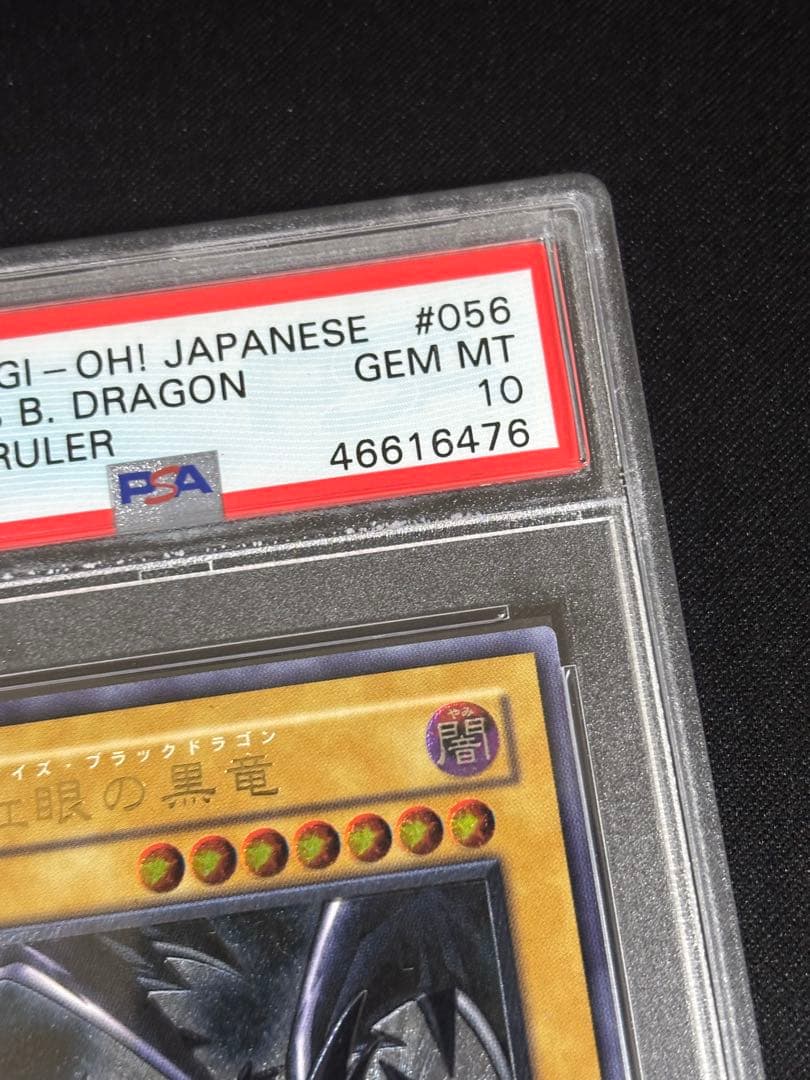 GI-OH! JAPANESE #056
B. DRAGON GEM MT
RULER 10
46616476
PSA
やみ
闇
イズ・ブラックドラゴン
眼の黒竜